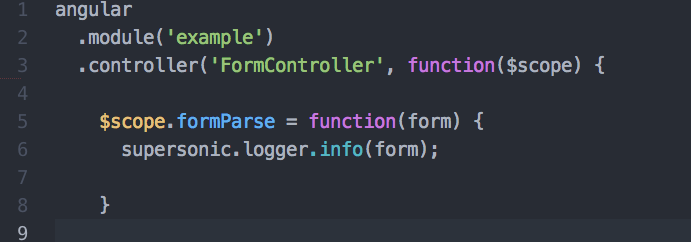 1 angular
2   .module('example')
3   .controller('FormController', function($scope) {
4
5     $scope.formParse = function(form) {
6       supersonic.logger.info(form);
7
8     }
9